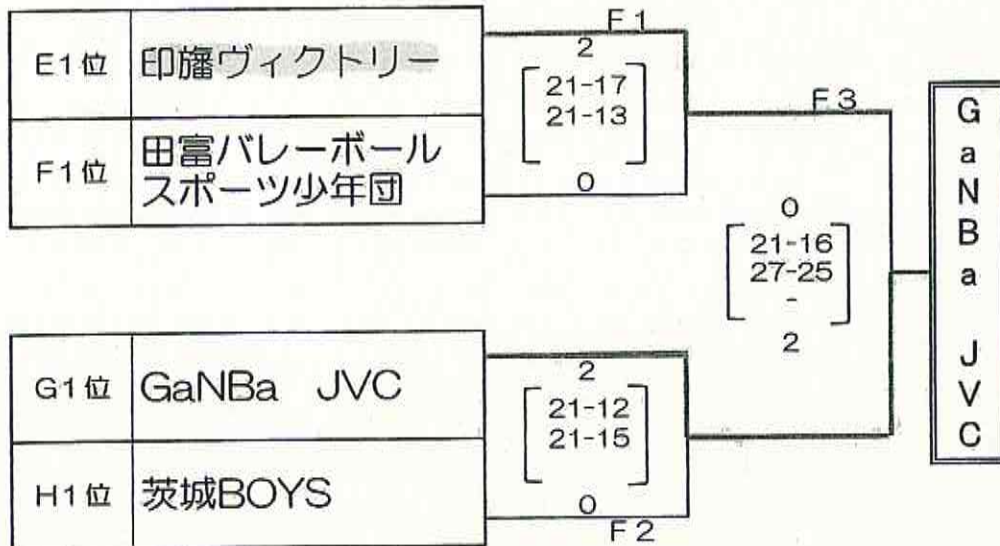 F1
E1位 印旛ヴィクトリー
2
21-17
21-13
0
F1位 田富バレーボール
スポーツ少年団
F3
0
21-16
27-25
-
2
G1位 GaNBa JVC
2
21-12
21-15
0
H1位 茨城BOYS
F2
GaNBa JVC